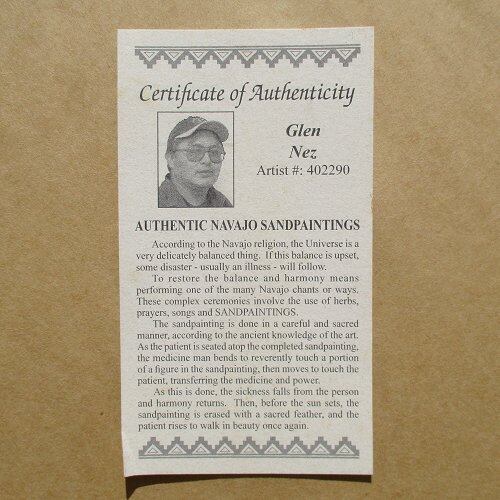 Certificate of Authenticity
Glen
Nez
Artist #: 402290
AUTHENTIC NAVAJO SANDPAINTINGS
According to the Navajo religion, the Universe is a
very delicately balanced thing. If this balance is upset,
some disaster - usually an illness - will follow.
To restore the balance and harmony means
performing one of the many Navajo chants or ways.
These complex ceremonies involve the use of herbs,
prayers, songs and SANDPAINTINGS.
The sandpainting is done in a careful and sacred
manner, according to the ancient knowledge of the art.
As the patient is seated atop the completed sandpainting,
the medicine man bends to reverently touch a portion
of a figure in the sandpainting, then moves to touch the
patient, transferring the medicine and power.
As this is done, the sickness falls from the person
and harmony returns. Then, before the sun sets, the
sandpainting is erased with a sacred feather, and the
patient rises to walk in beauty once again.